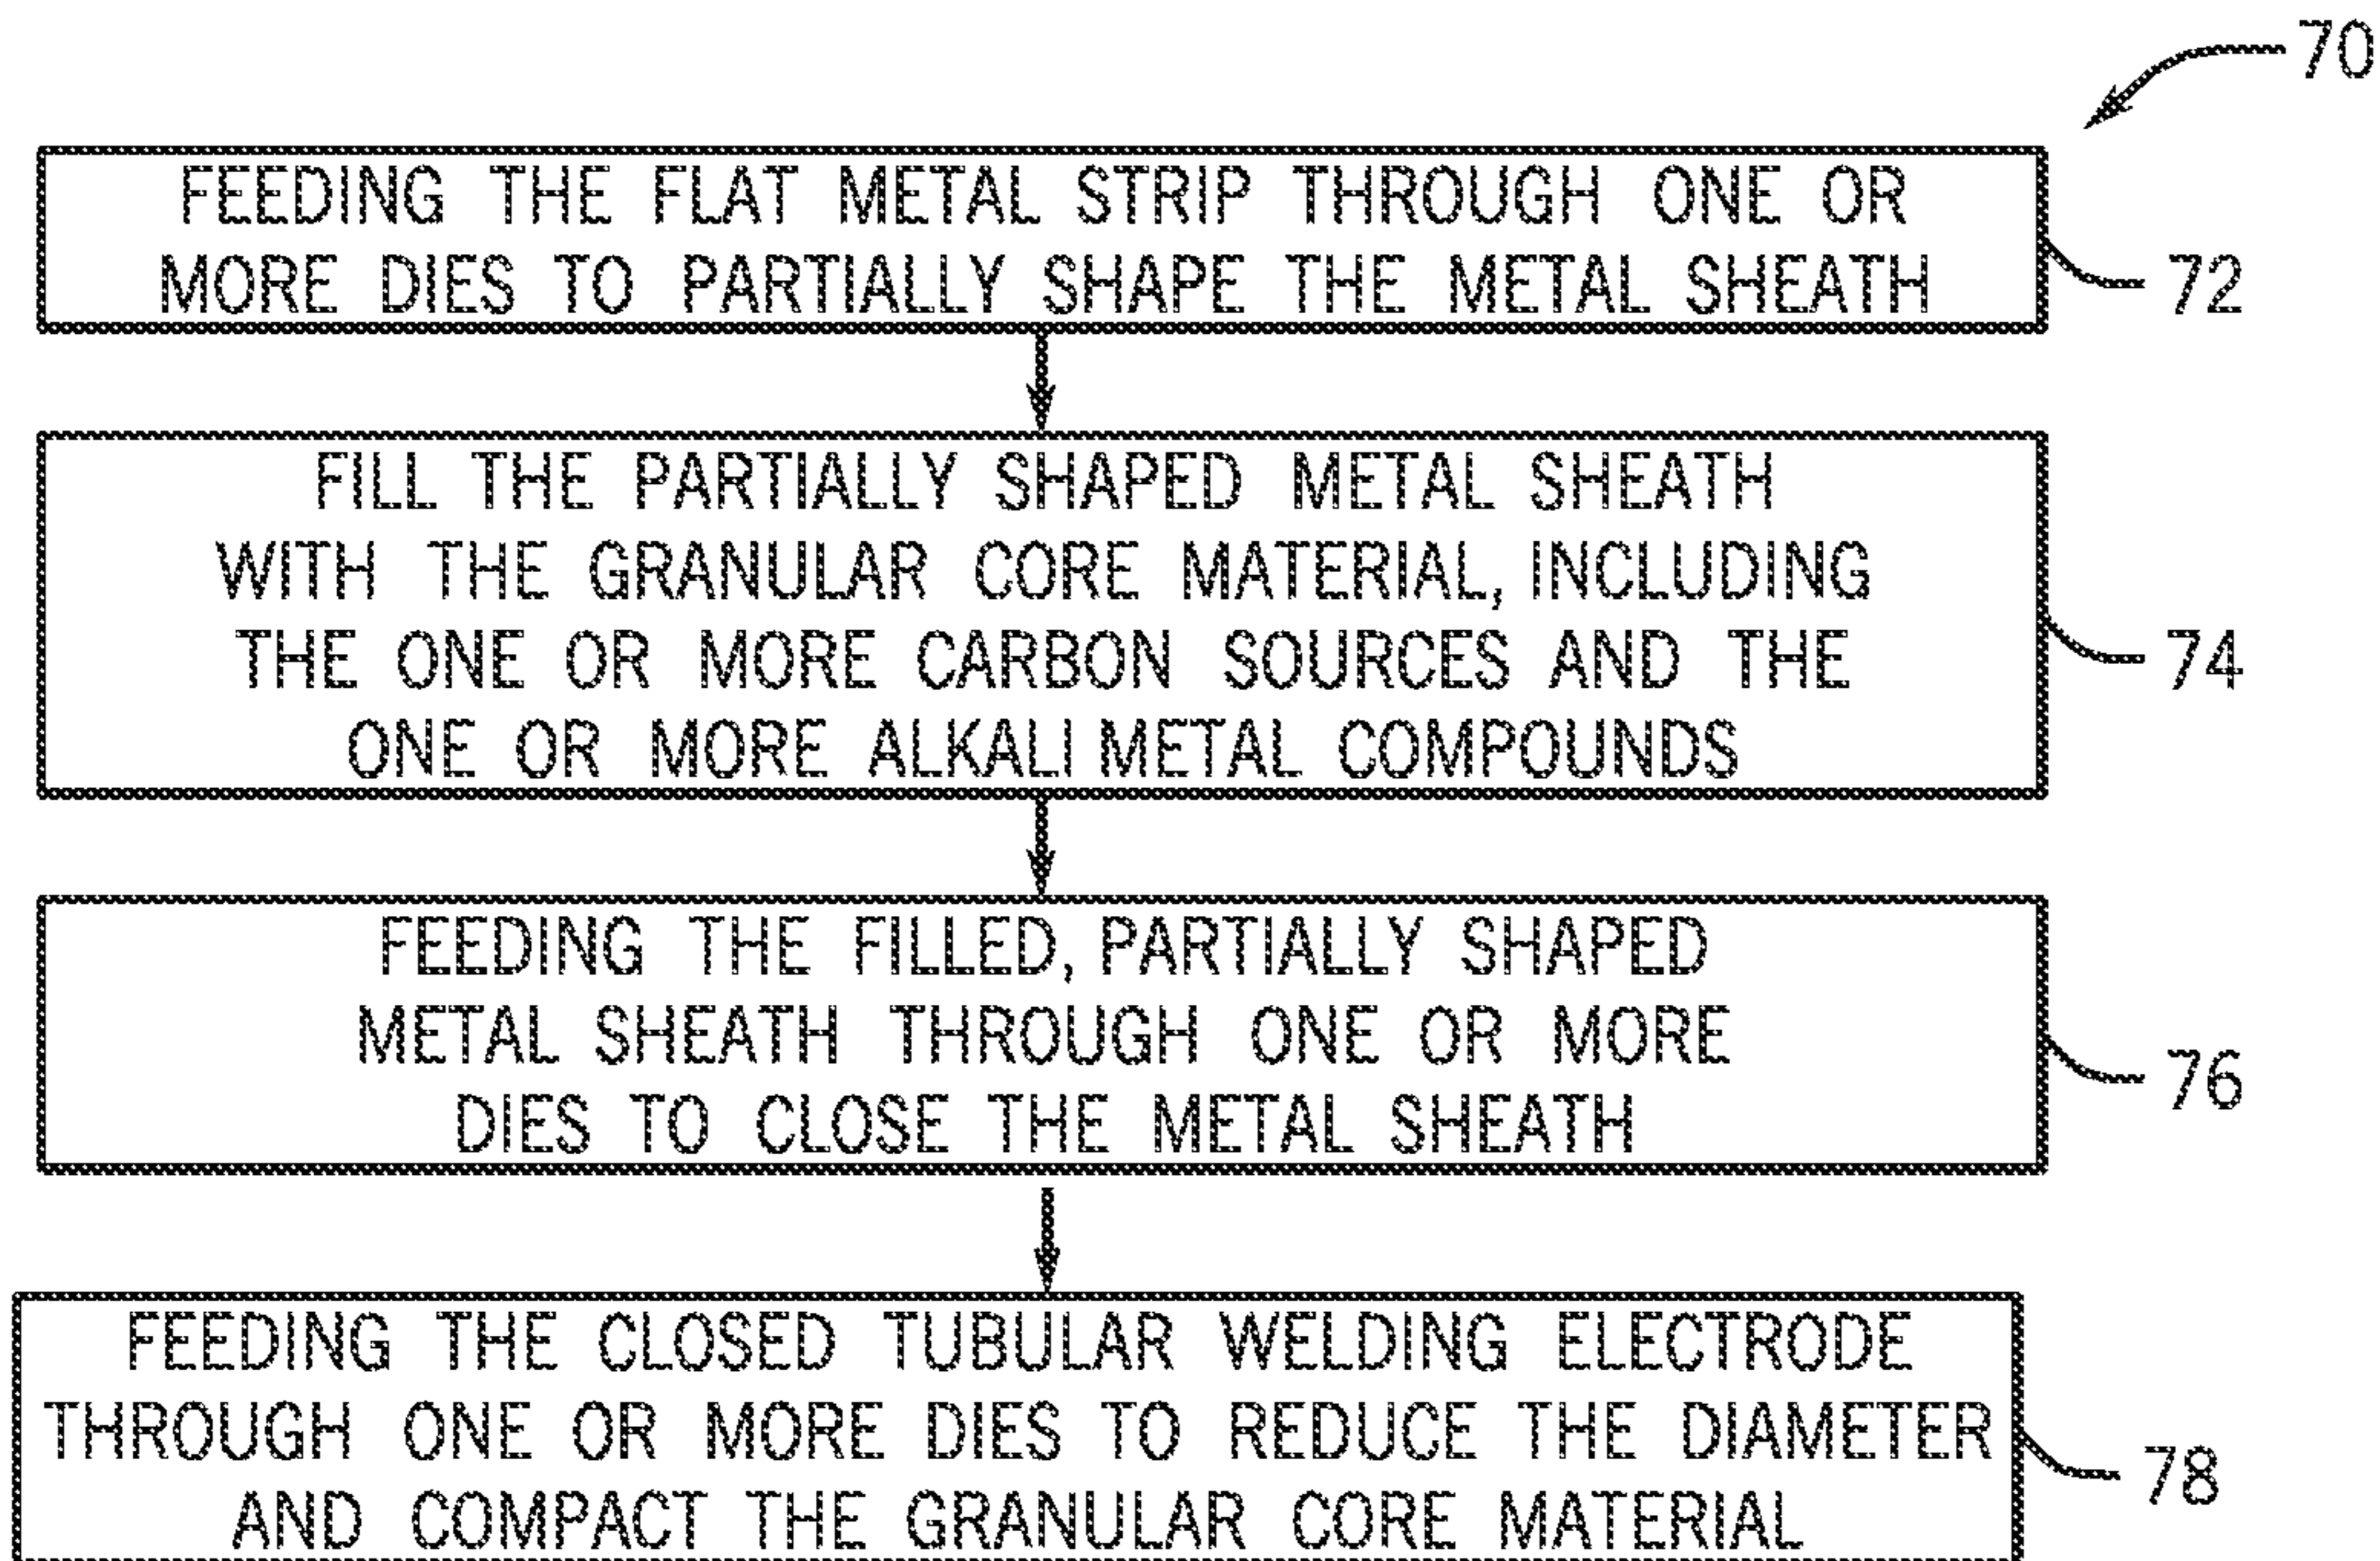 70
FEEDING THE FLAT METAL STRIP THROUGH ONE OR
MORE DIES TO PARTIALLY SHAPE THE METAL SHEATH
72
FILL THE PARTIALLY SHAPED METAL SHEATH
WITH THE GRANULAR CORE MATERIAL, INCLUDING
THE ONE OR MORE CARBON SOURCES AND THE
ONE OR MORE ALKALI METAL COMPOUNDS
74
FEEDING THE FILLED, PARTIALLY SHAPED
METAL SHEATH THROUGH ONE OR MORE
DIES TO CLOSE THE METAL SHEATH
76
FEEDING THE CLOSED TUBULAR WELDING ELECTRODE
THROUGH ONE OR MORE DIES TO REDUCE THE DIAMETER
AND COMPACT THE GRANULAR CORE MATERIAL
78